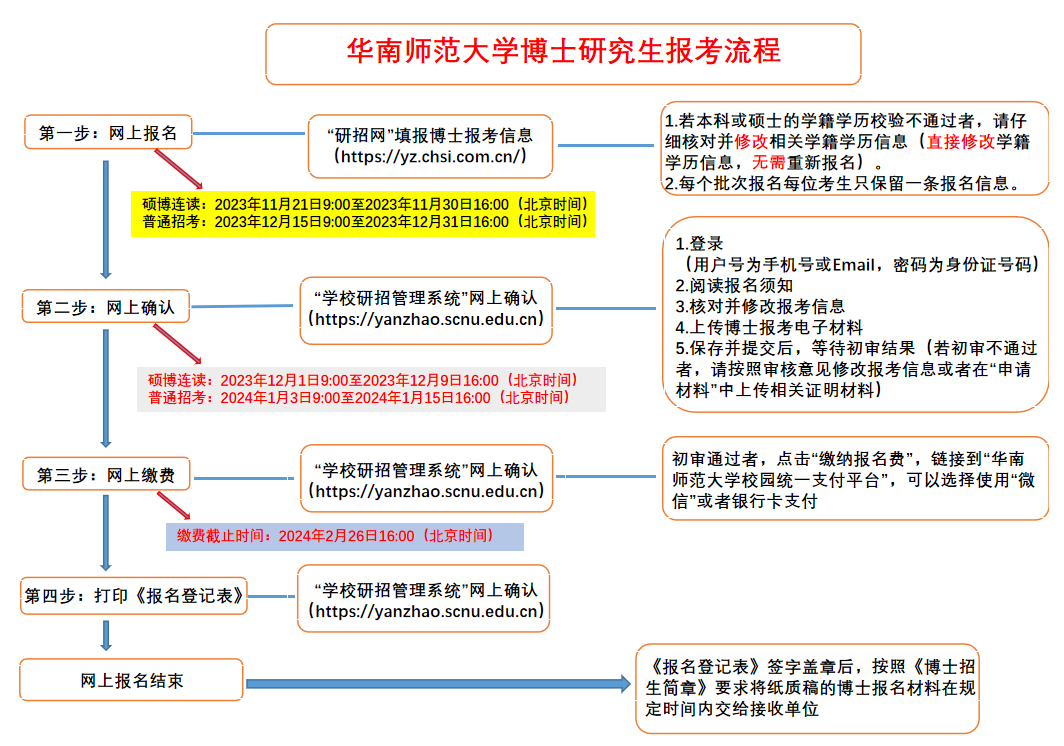 华南师范大学博士研究生报考流程
第一步：网上报名
“研招网”填报博士报考信息
(https://yz.chsi.com.cn/)
1.若本科或硕士的学籍学历校验不通过者，请仔
细核对并修改相关学籍学历信息（直接修改学籍
学历信息，无需重新报名）。
2.每个批次报名每位考生只保留一条报名信息。
硕博连读：2023年11月21日9:00至2023年11月30日16:00（北京时间）
普通招考：2023年12月15日9:00至2023年12月31日16:00（北京时间）
第二步：网上确认
“学校研招管理系统”网上确认
(https://yanzhao.scnu.edu.cn)
1.登录
（用户号为手机号或Email，密码为身份证号码）
2.阅读报名须知
3.核对并修改报考信息
4.上传博士报考电子材料
5.保存并提交后，等待初审结果（若初审不通过
者，请按照审核意见修改报考信息或者在“申请
材料”中上传相关证明材料）
硕博连读：2023年12月1日9:00至2023年12月9日16:00（北京时间）
普通招考：2024年1月3日9:00至2024年1月15日16:00（北京时间）
第三步：网上缴费
“学校研招管理系统”网上确认
(https://yanzhao.scnu.edu.cn)
初审通过者，点击“缴纳报名费”，链接到“华南
师范大学校园统一支付平台”，可以选择使用“微
信”或者银行卡支付
缴费截止时间：2024年2月26日16:00（北京时间）
第四步：打印《报名登记表》
“学校研招管理系统”网上确认
(https://yanzhao.scnu.edu.cn)
网上报名结束
《报名登记表》签字盖章后，按照《博士招
生简章》要求将纸质稿的博士报名材料在规
定时间内交给接收单位